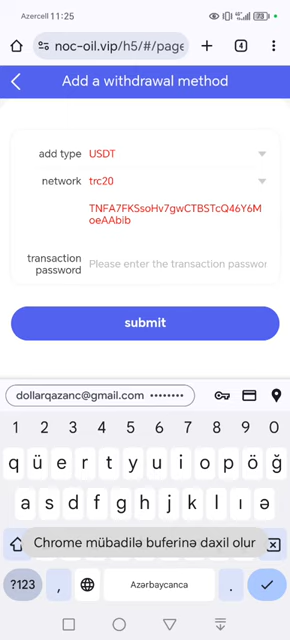 Azercell 11:25
noc-oil.vip/h5/#/page
4
Add a withdrawal method
add type USDT
network trc20
TNFA7FKSsoHv7gwCTBSTcQ46Y6M
oeAAbib
transaction
password Please enter the transaction passwor
submit
dollarqazanc@gmail.com ••••••••
1 2 3 4 5 6 7 8 9 0
q ü e r t y u i o p ö ğ
a s d f g h j k l ı ə
Chrome mübadilə buferinə daxil olur
?123 , Azərbaycanca .